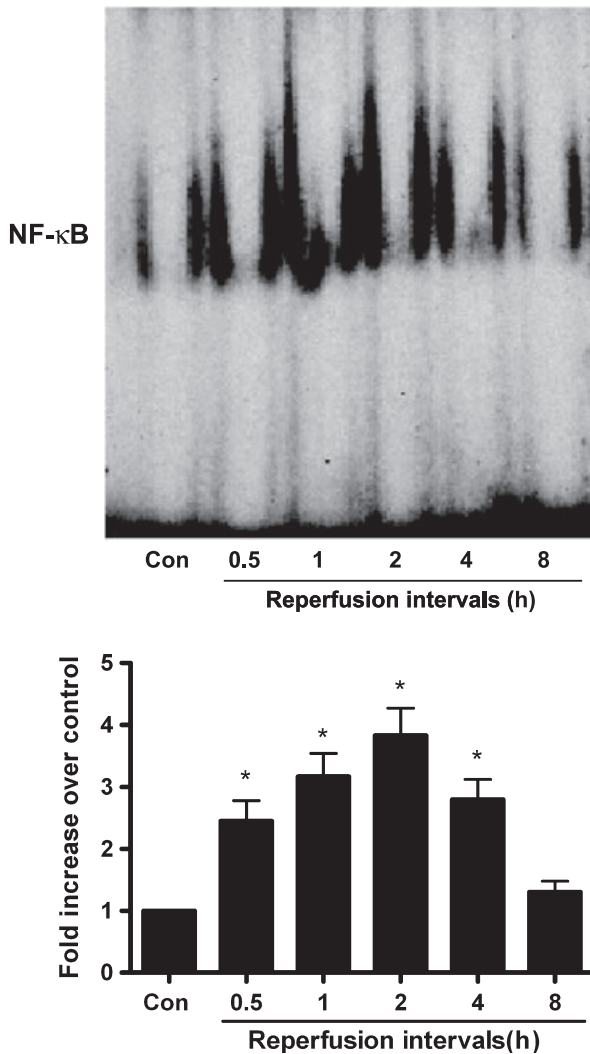 NF-κB
Con 0.5 1 2 4 8
Reperfusion intervals (h)
Fold increase over control
5
4
3
2
1
0
* * * *
Con 0.5 1 2 4 8
Reperfusion intervals(h)